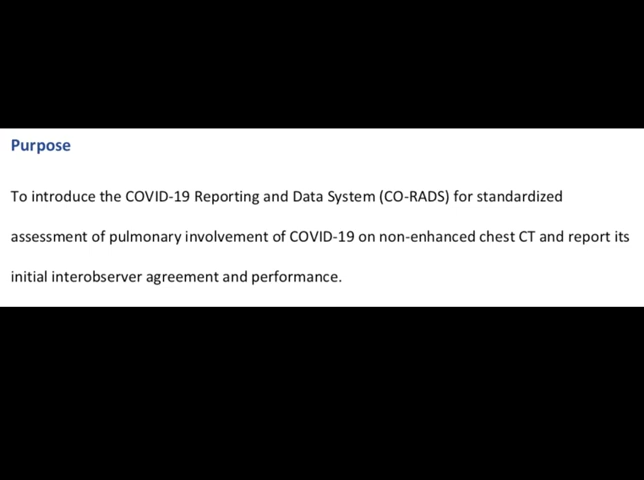 Purpose
To introduce the COVID-19 Reporting and Data System (CO-RADS) for standardized
assessment of pulmonary involvement of COVID-19 on non-enhanced chest CT and report its
initial interobserver agreement and performance.